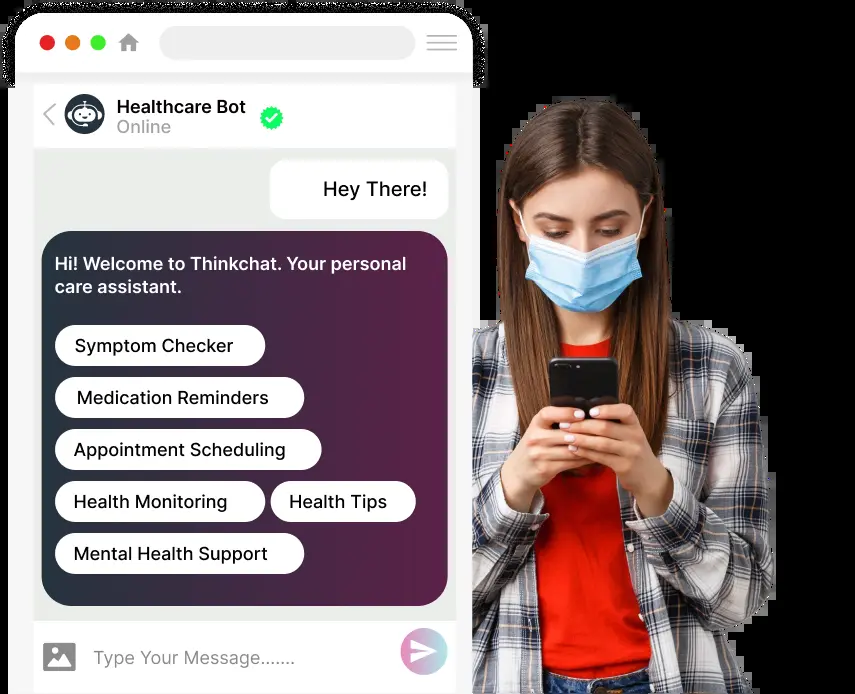 Healthcare Bot
Online
Hey There!
Hi! Welcome to Thinkchat. Your personal
care assistant.
Symptom Checker
Medication Reminders
Appointment Scheduling
Health Monitoring
Health Tips
Mental Health Support
Type Your Message.......